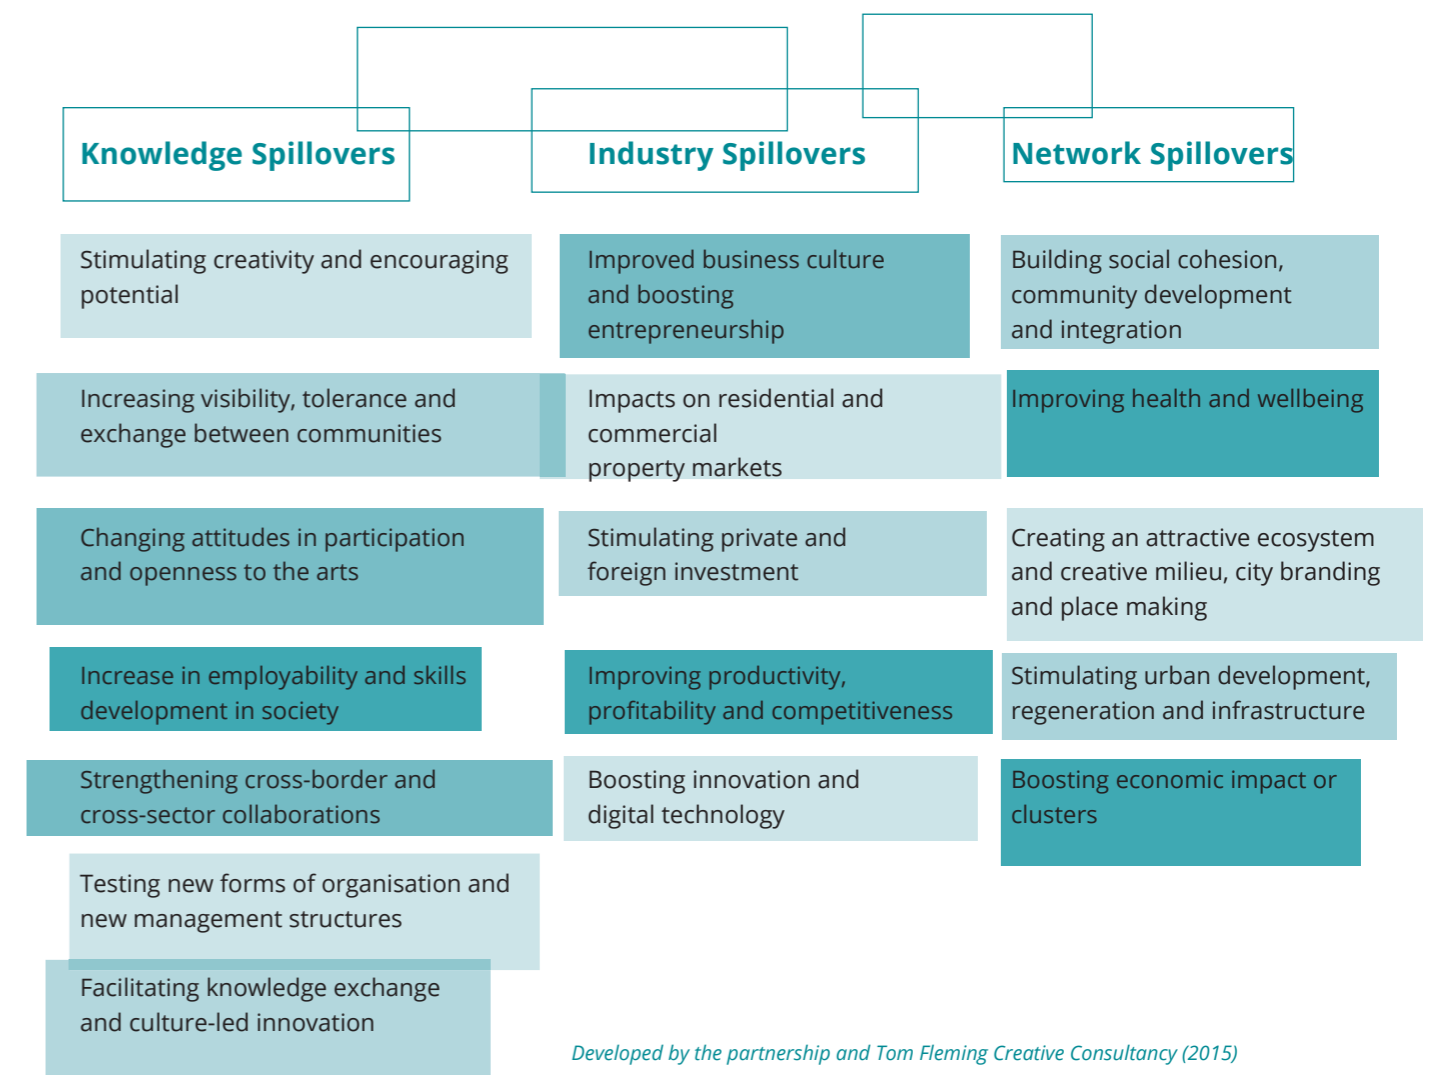 Knowledge Spillovers
Stimulating creativity and encouraging
potential
Increasing visibility, tolerance and
exchange between communities
Changing attitudes in participation
and openness to the arts
Increase in employability and skills
development in society
Strengthening cross-border and
cross-sector collaborations
Testing new forms of organisation and
new management structures
Facilitating knowledge exchange
and culture-led innovation
Industry Spillovers
Improved business culture
and boosting
entrepreneurship
Impacts on residential and
commercial
property markets
Stimulating private and
foreign investment
Improving productivity,
profitability and competitiveness
Boosting innovation and
digital technology
Network Spillovers
Building social cohesion,
community development
and integration
Improving health and wellbeing
Creating an attractive ecosystem
and creative milieu, city branding
and place making
Stimulating urban development,
regeneration and infrastructure
Boosting economic impact or
clusters
Developed by the partnership and Tom Fleming Creative Consultancy (2015)